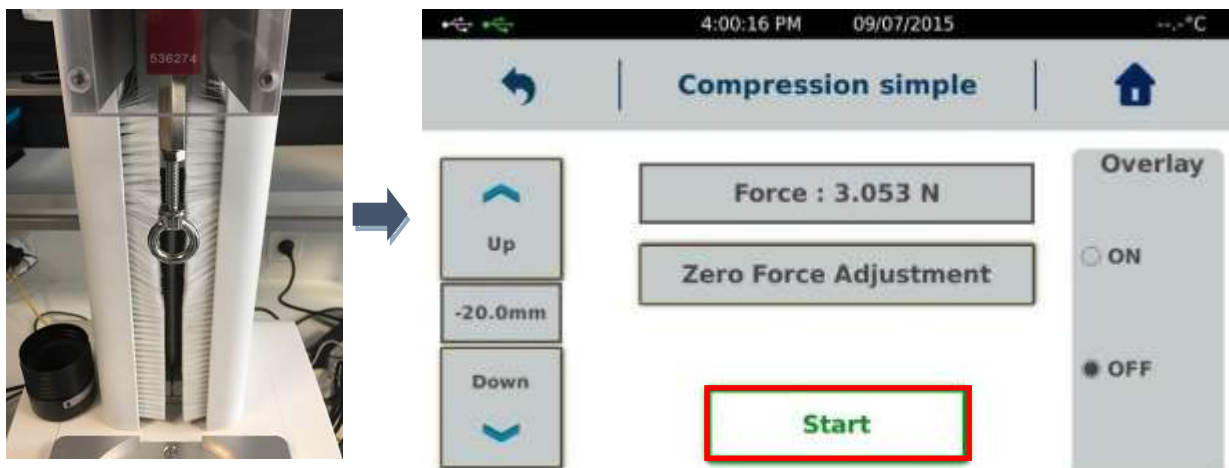 536274
4:00:16 PM 09/07/2015 --.-°C
Compression simple
Up
-20.0mm
Down
Force : 3.053 N
Zero Force Adjustment
Start
Overlay
ON
OFF